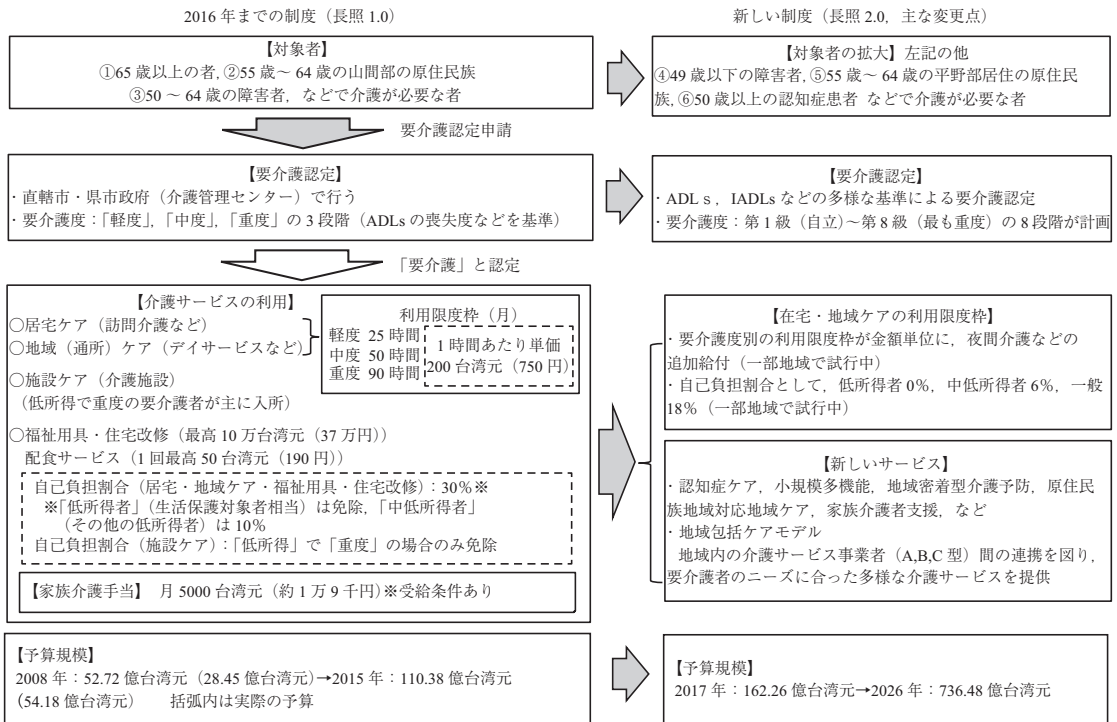 2016 年までの制度（長照 1.0）
新しい制度（長照 2.0，主な変更点）
【対象者】
①65 歳以上の者, ②55 歳～ 64 歳の山間部の原住民族
③50 ～ 64 歳の障害者，などで介護が必要な者
【対象者の拡大】左記の他
④49 歳以下の障害者, ⑤55 歳～ 64 歳の平野部居住の原住民
族, ⑥50 歳以上の認知症患者 などで介護が必要な者
要介護認定申請
【要介護認定】
・直轄市・県市政府（介護管理センター）で行う
・要介護度：「軽度」，「中度」，「重度」の 3 段階（ADLs の喪失度などを基準）
【要介護認定】
・ADLｓ，IADLs などの多様な基準による要介護認定
・要介護度：第 1 級（自立）～第 8 級（最も重度）の 8 段階が計画
「要介護」と認定
【介護サービスの利用】
○居宅ケア（訪問介護など）
○地域（通所）ケア（デイサービスなど）
利用限度枠（月）
軽度 25 時間
中度 50 時間
重度 90 時間
1 時間あたり単価
200 台湾元（750 円）
○施設ケア（介護施設）
（低所得で重度の要介護者が主に入所）
○福祉用具・住宅改修（最高 10 万台湾元（37 万円））
配食サービス（1 回最高 50 台湾元（190 円））
自己負担割合（居宅・地域ケア・福祉用具・住宅改修）：30％※
※「低所得者」（生活保護対象者相当）は免除，「中低所得者」
（その他の低所得者）は 10％
自己負担割合（施設ケア）：「低所得」で「重度」の場合のみ免除
【家族介護手当】 月 5000 台湾元（約 1 万 9 千円）※受給条件あり
【在宅・地域ケアの利用限度枠】
・要介護度別の利用限度枠が金額単位に，夜間介護などの
追加給付（一部地域で試行中）
・自己負担割合として，低所得者 0％，中低所得者 6％，一般
18％（一部地域で試行中）
【新しいサービス】
・認知症ケア，小規模多機能，地域密着型介護予防，原住民
族地域対応地域ケア，家族介護者支援，など
・地域包括ケアモデル
地域内の介護サービス事業者（A,B,C 型）間の連携を図り，
要介護者のニーズに合った多様な介護サービスを提供
【予算規模】
2008 年：52.72 億台湾元（28.45 億台湾元）→2015 年：110.38 億台湾元
（54.18 億台湾元） 括弧内は実際の予算
【予算規模】
2017 年：162.26 億台湾元→2026 年：736.48 億台湾元